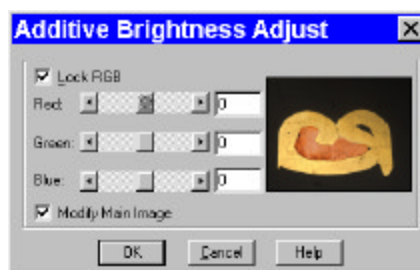 Additive Brightness Adjust
Lock RGB
Red: 0
Green: 0
Blue: 0
Modify Main Image
OK Cancel Help